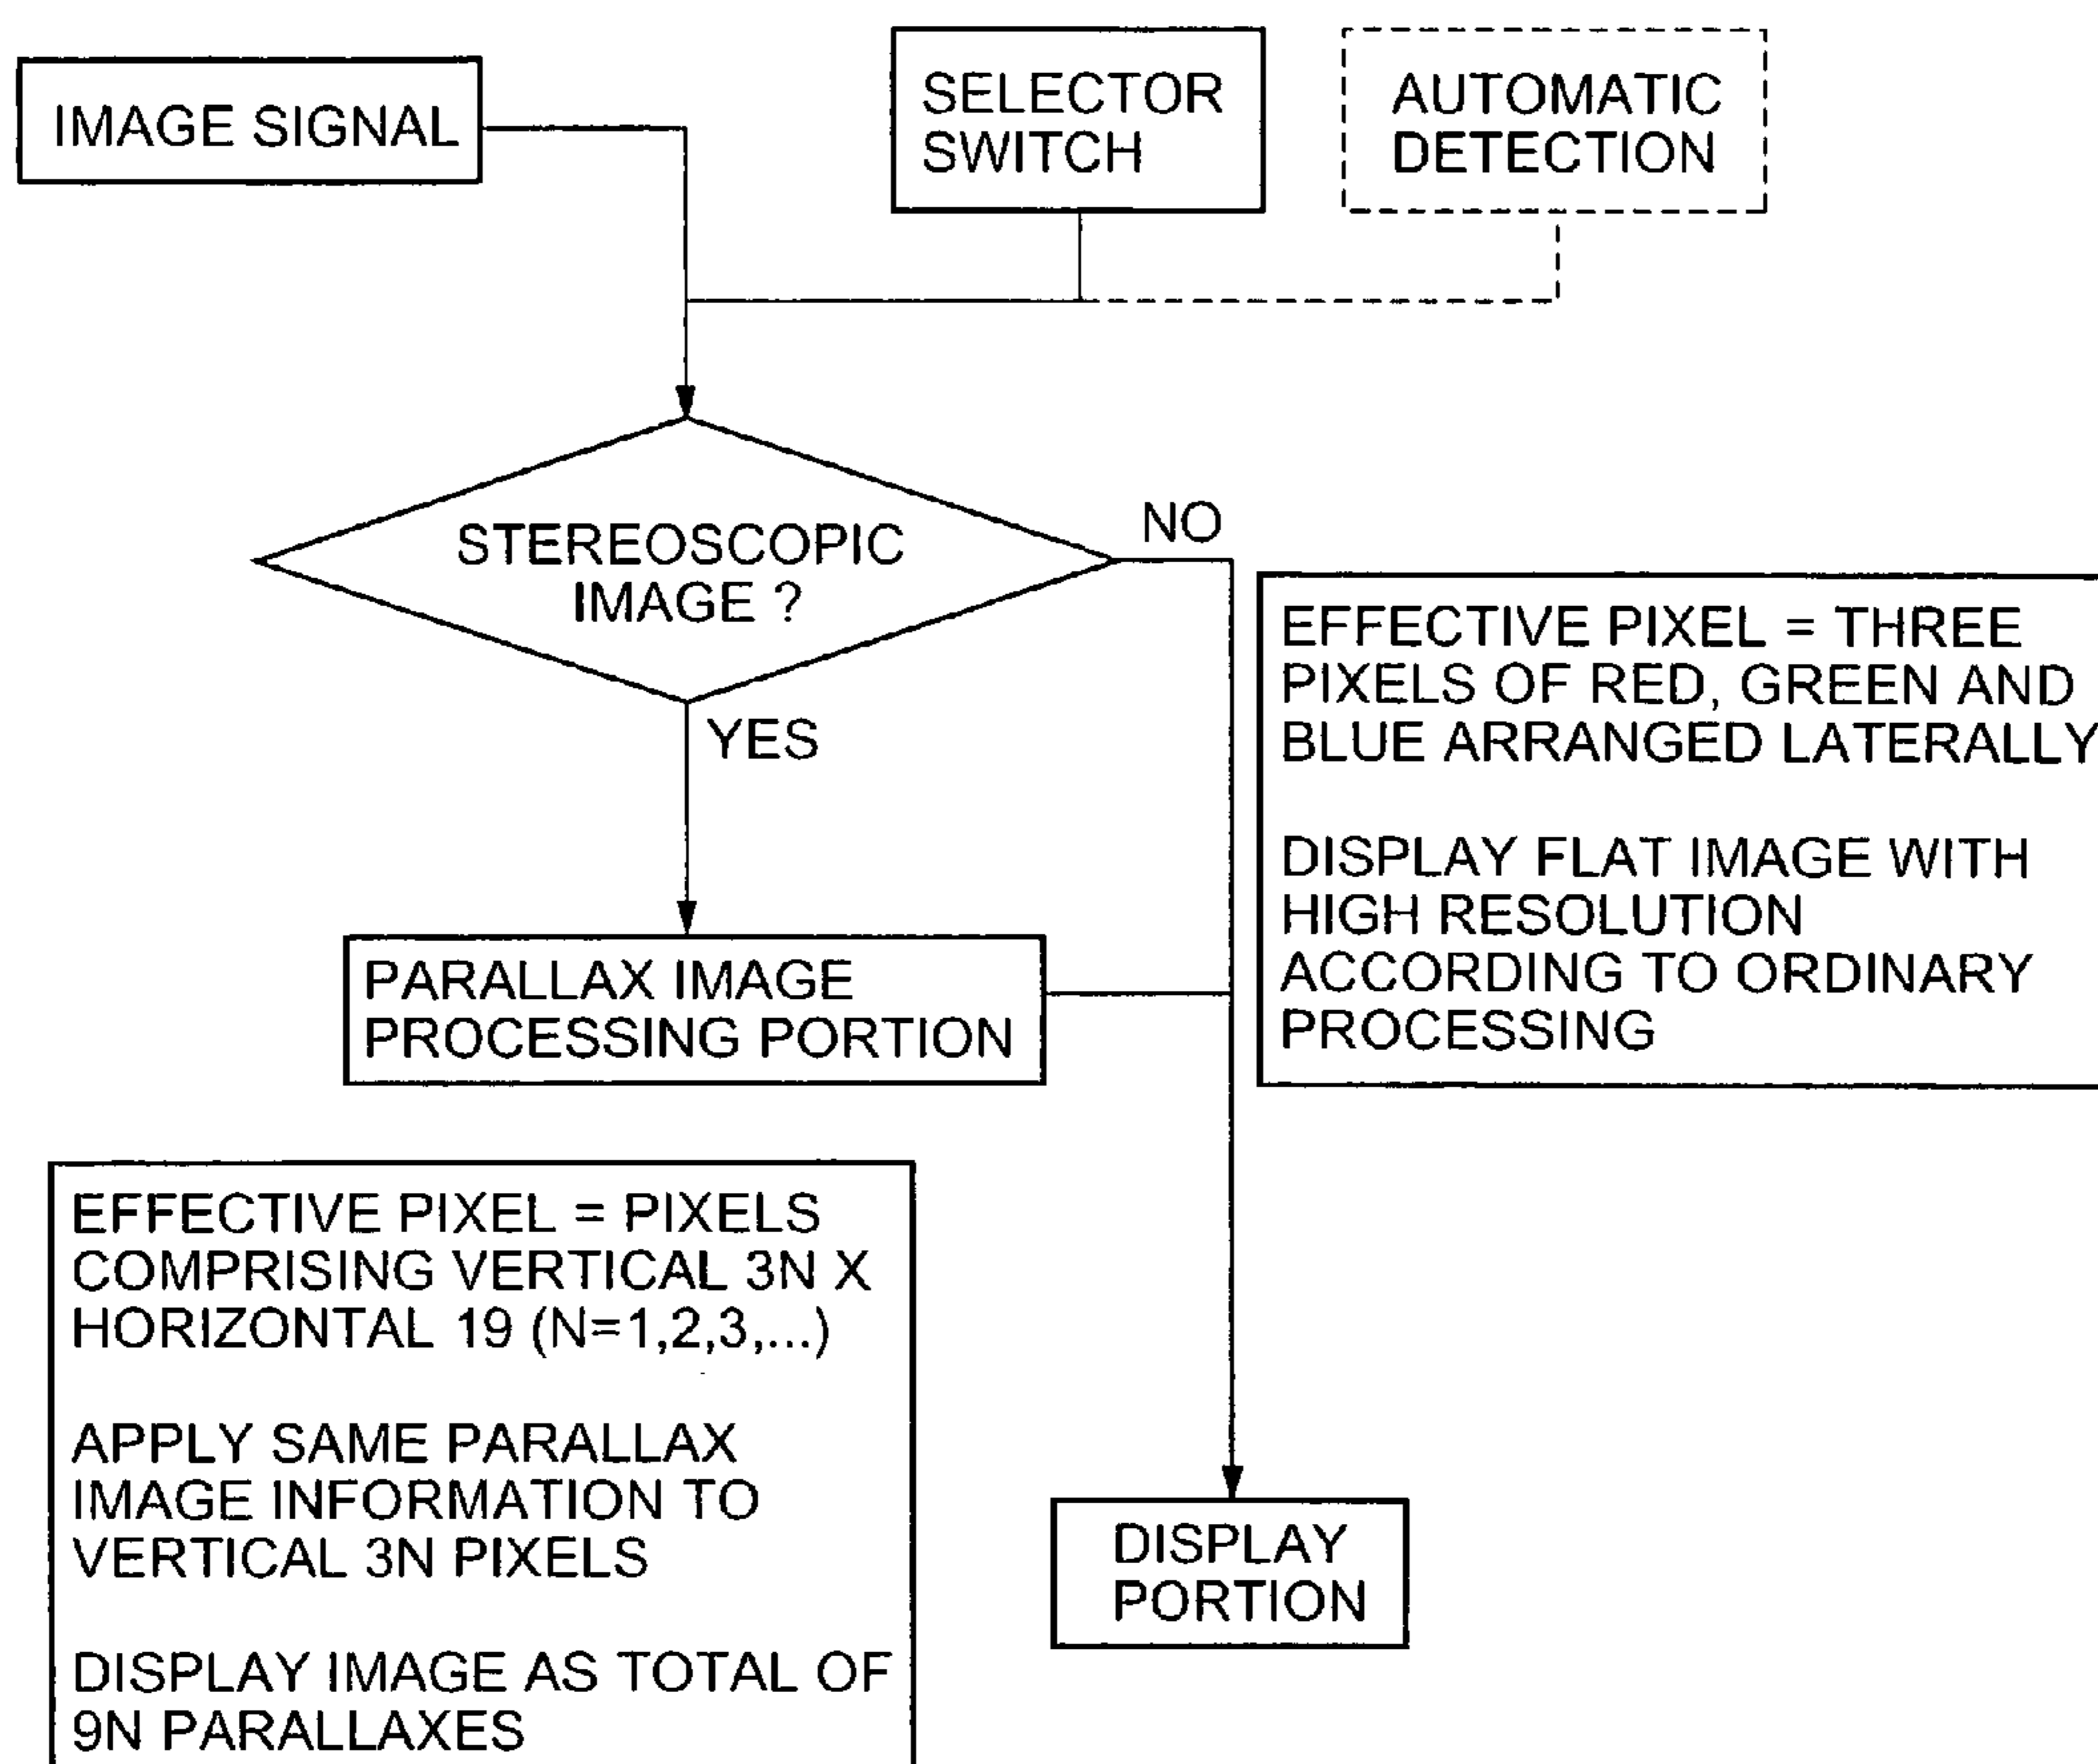 IMAGE SIGNAL
SELECTOR
SWITCH
AUTOMATIC
DETECTION
STEREOSCOPIC
IMAGE ?
NO
YES
EFFECTIVE PIXEL = THREE
PIXELS OF RED, GREEN AND
BLUE ARRANGED LATERALLY
DISPLAY FLAT IMAGE WITH
HIGH RESOLUTION
ACCORDING TO ORDINARY
PROCESSING
PARALLAX IMAGE
PROCESSING PORTION
EFFECTIVE PIXEL = PIXELS
COMPRISING VERTICAL 3N X
HORIZONTAL 19 (N=1,2,3,...)
APPLY SAME PARALLAX
IMAGE INFORMATION TO
VERTICAL 3N PIXELS
DISPLAY IMAGE AS TOTAL OF
9N PARALLAXES
DISPLAY
PORTION